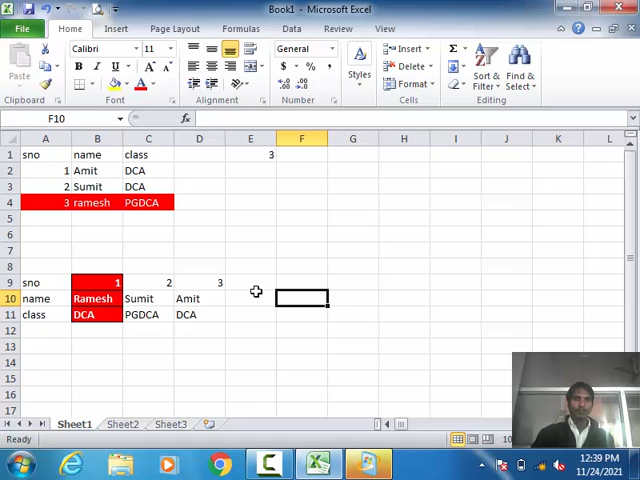 Book1 - Microsoft Excel
File Home Insert Page Layout Formulas Data Review View
Calibri 11 General Insert Σ
Paste B I U A $ % , Styles Delete Sort & Filter Find & Select
Format
Clipboard Font Alignment Number Cells Editing
F10 fx
A B C D E F G H I J K L
1 sno name class 3
2 1 Amit DCA
3 2 Sumit DCA
4 3 ramesh PGDCA
5
6
7
8
9 sno 1 2 3
10 name Ramesh Sumit Amit
11 class DCA PGDCA DCA
12
13
14
15
16
17
Sheet1 Sheet2 Sheet3
Ready
12:39 PM
11/24/2021